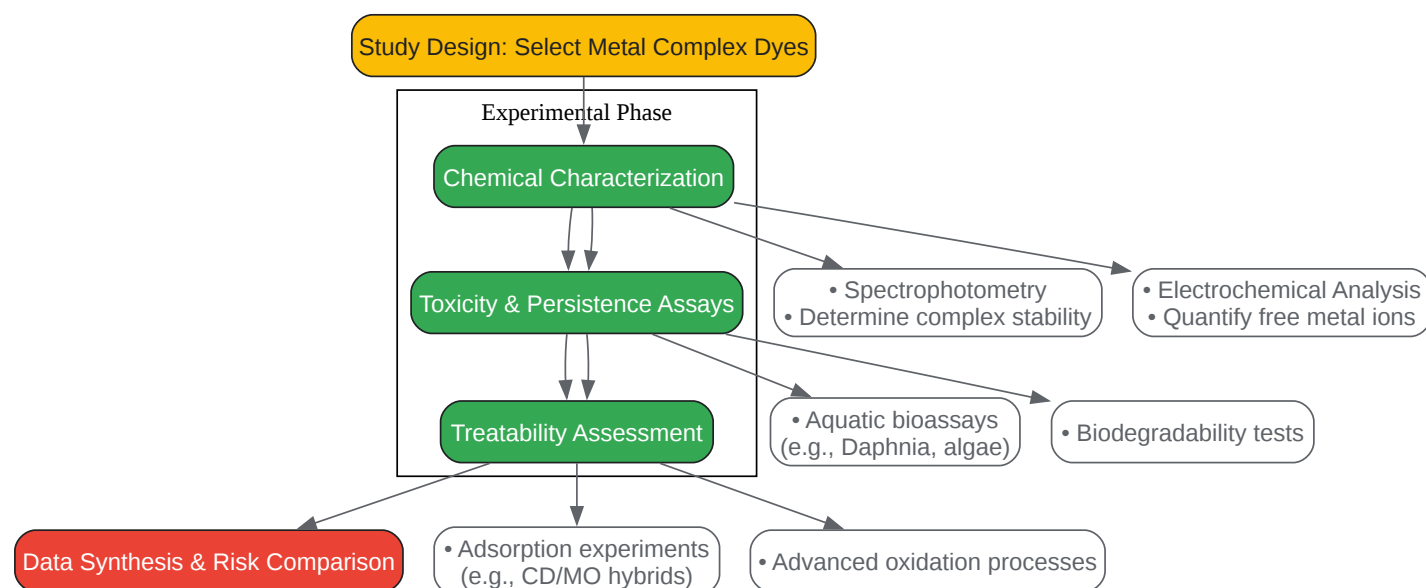 Study Design: Select Metal Complex Dyes
Experimental Phase
Chemical Characterization
Toxicity & Persistence Assays
• Spectrophotometry
• Determine complex stability
• Electrochemical Analysis
• Quantify free metal ions
Treatability Assessment
• Aquatic bioassays
(e.g., Daphnia, algae)
• Biodegradability tests
Data Synthesis & Risk Comparison
• Adsorption experiments
(e.g., CD/MO hybrids)
• Advanced oxidation processes